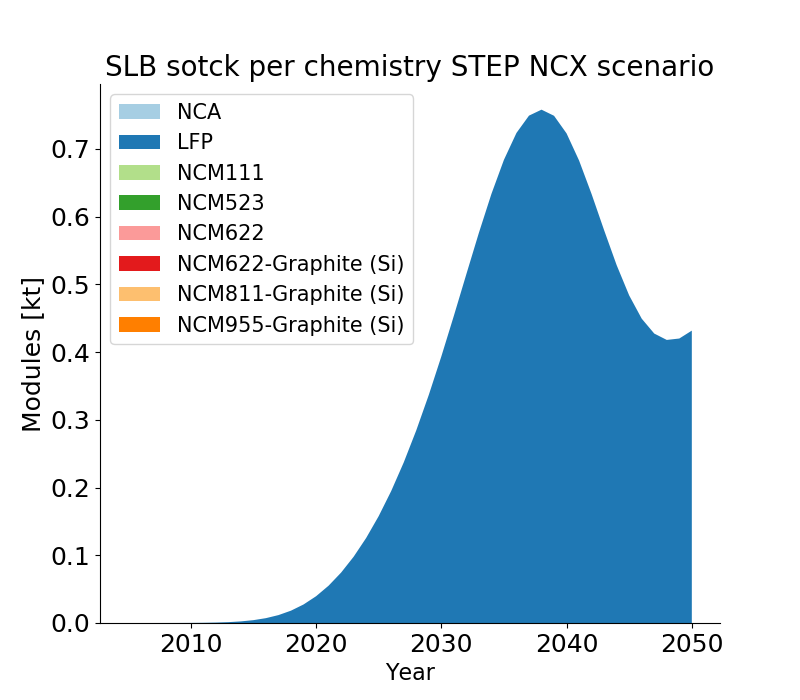 SLB sotck per chemistry STEP NCX scenario
NCA
LFP
NCM111
NCM523
NCM622
NCM622-Graphite (Si)
NCM811-Graphite (Si)
NCM955-Graphite (Si)
Modules [kt]
0.7
0.6
0.5
0.4
0.3
0.2
0.1
0.0
2010 2020 2030 2040 2050
Year